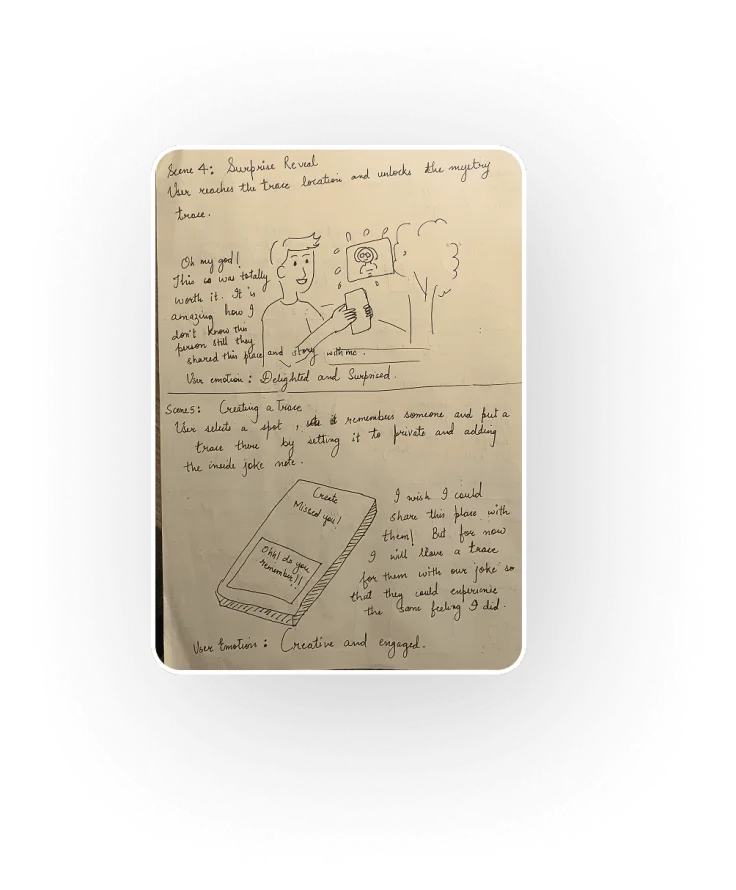 Scene 4: Surprise Reveal
User reaches the trace location and unlocks the mystry
trace.
Oh my god!
This is was totally
worth it. It is
amazing how I
don't know this
person still they
shared this place and story with me.
User emotion: Delighted and Surprised.
Scene 5: Creating a Trace
User selects a spot, remembers someone and put a
trace there by setting it to private and adding
the inside joke note.
Create
Missed you!
Ohh! do you
remember!!
I wish I could
share this place with
them! But for now
I will leave a trace
for them with our joke so
that they could experience
the same feeling I did.
User Emotion: Creative and engaged.